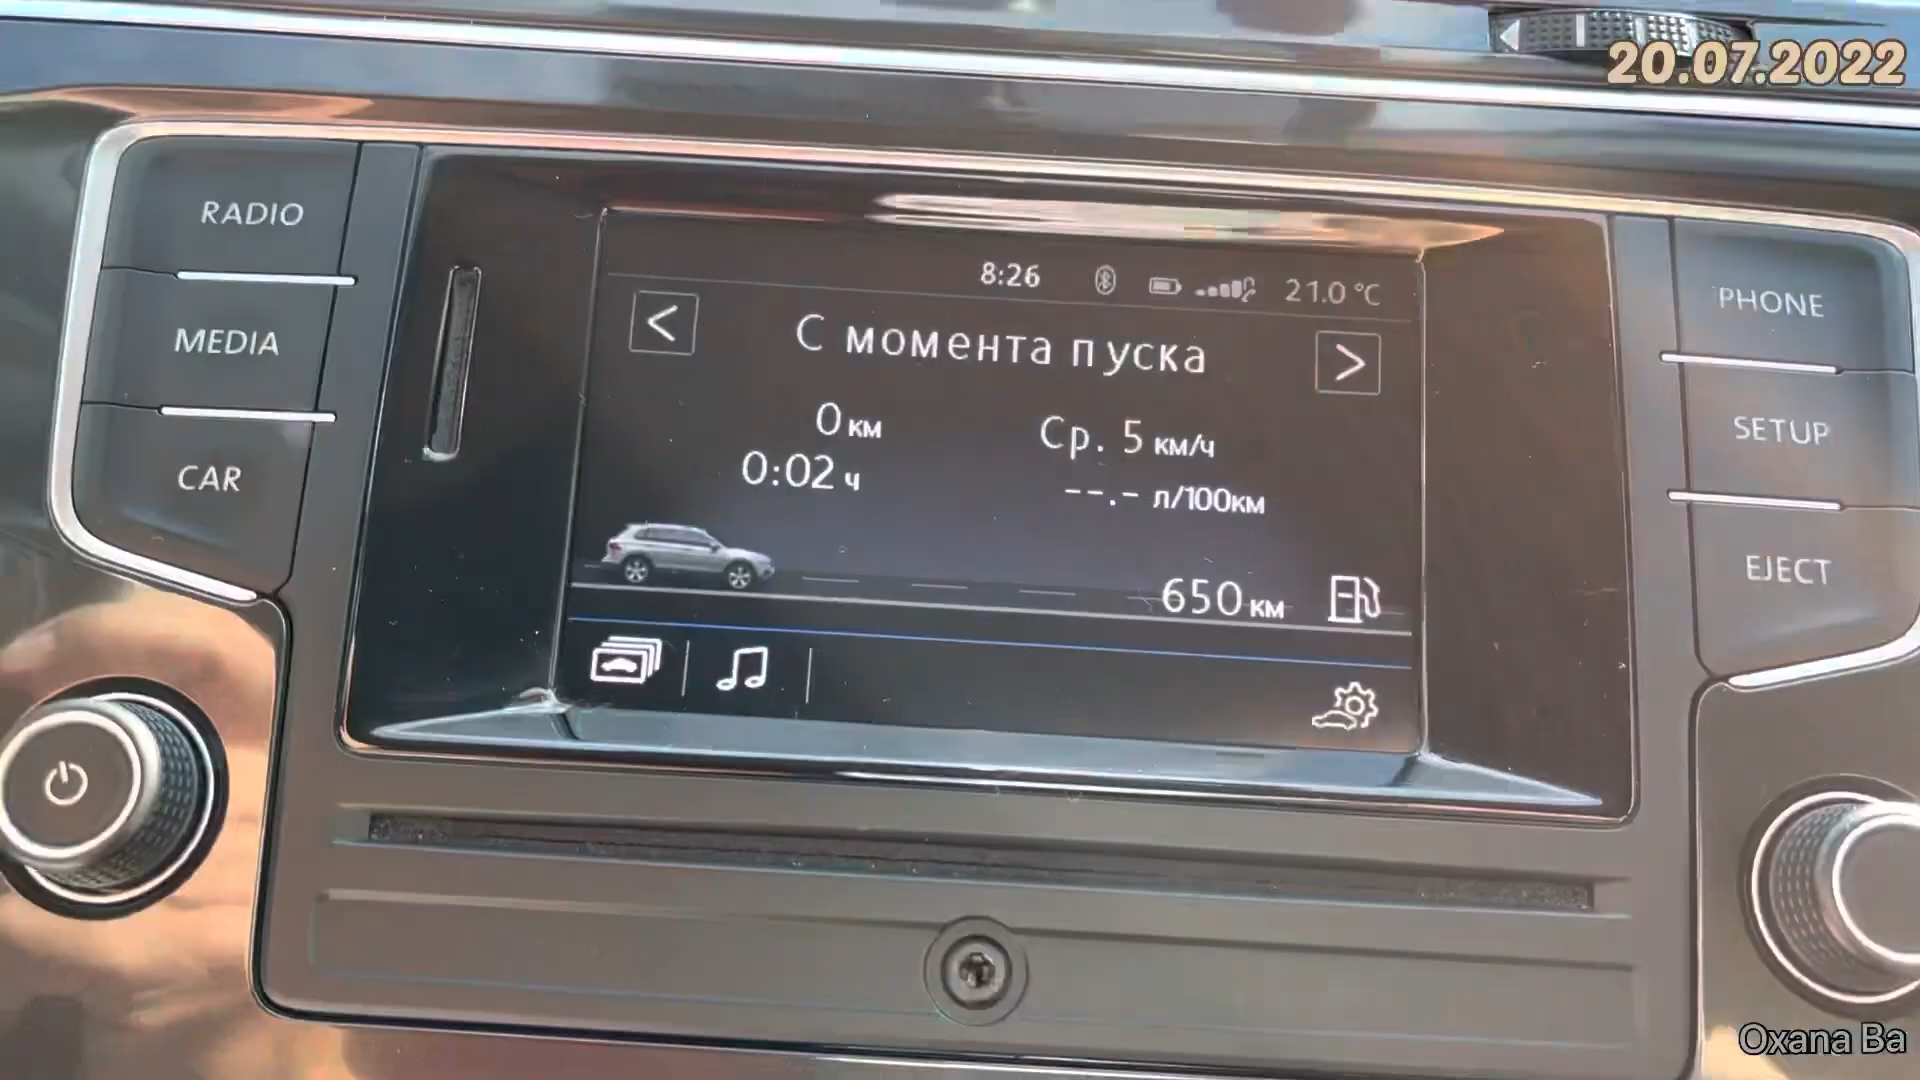 20.07.2022
RADIO
MEDIA
CAR
8:26
21.0 °C
<
С момента пуска
>
0 км
0:02 ч
Ср. 5 км/ч
--.- л/100км
650 км
PHONE
SETUP
EJECT
Oxana Ba